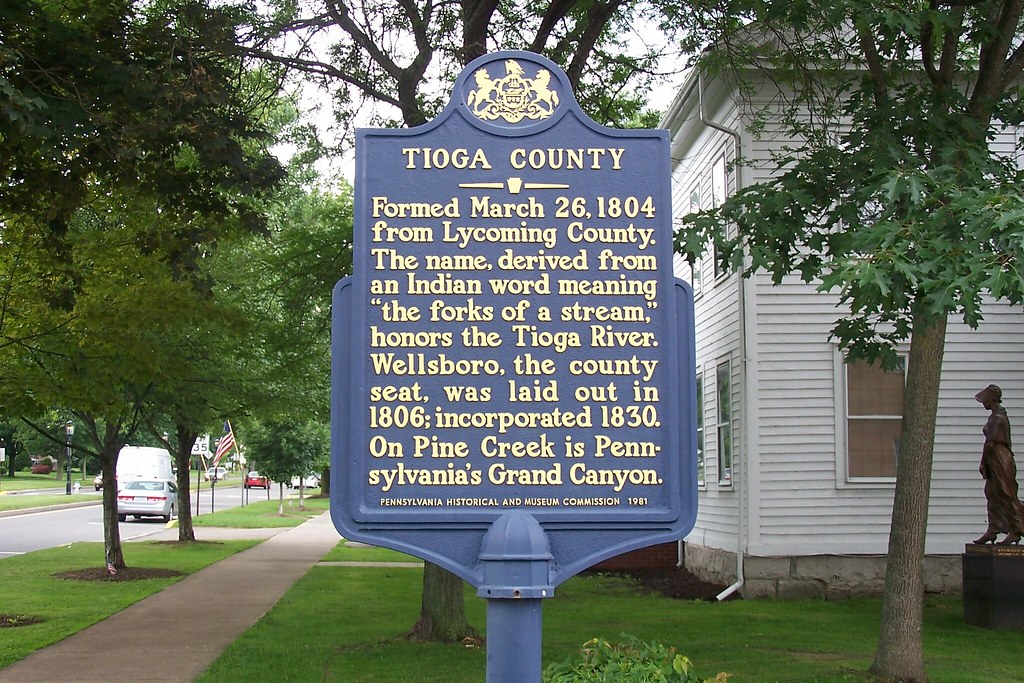 TIOGA COUNTY
Formed March 26, 1804
from Lycoming County.
The name, derived from
an Indian word meaning
“the forks of a stream,”
honors the Tioga River.
Wellsboro, the county
seat, was laid out in
1806; incorporated 1830.
On Pine Creek is Penn-
sylvania's Grand Canyon.
PENNSYLVANIA HISTORICAL AND MUSEUM COMMISSION 1981
35